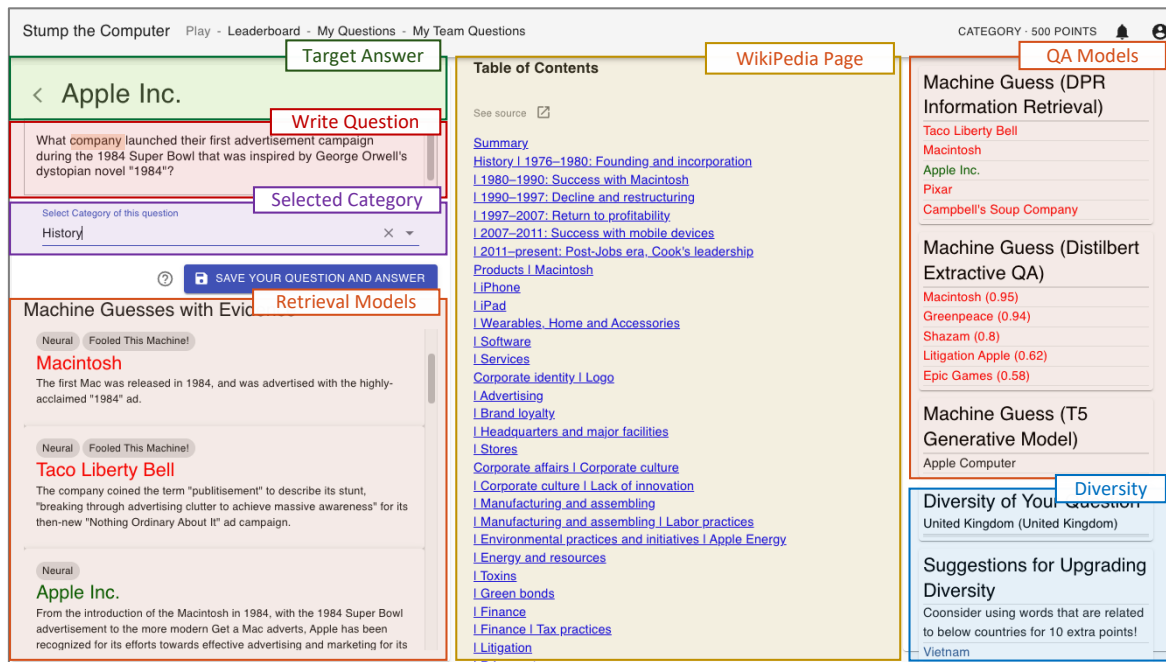 Stump the Computer Play - Leaderboard - My Questions - My Team Questions
CATEGORY · 500 POINTS
Target Answer
Apple Inc.
Write Question
What company launched their first advertisement campaign
during the 1984 Super Bowl that was inspired by George Orwell's
dystopian novel "1984"?
Selected Category
Select Category of this question
History
SAVE YOUR QUESTION AND ANSWER
Retrieval Models
Machine Guesses with Evidence
Neural Fooled This Machine!
Macintosh
The first Mac was released in 1984, and was advertised with the highly-
acclaimed "1984" ad.
Neural Fooled This Machine!
Taco Liberty Bell
The company coined the term "publitisement" to describe its stunt,
"breaking through advertising clutter to achieve massive awareness" for its
then-new "Nothing Ordinary About It" ad campaign.
Neural
Apple Inc.
From the introduction of the Macintosh in 1984, with the 1984 Super Bowl
advertisement to the more modern Get a Mac adverts, Apple has been
recognized for its efforts towards effective advertising and marketing for its
WikiPedia Page
Table of Contents
See source
Summary
History | 1976–1980: Founding and incorporation
| 1980–1990: Success with Macintosh
| 1990–1997: Decline and restructuring
| 1997–2007: Return to profitability
| 2007–2011: Success with mobile devices
| 2011–present: Post-Jobs era, Cook's leadership
Products | Macintosh
| iPhone
| iPad
| Wearables, Home and Accessories
| Software
| Services
Corporate identity | Logo
| Advertising
| Brand loyalty
| Headquarters and major facilities
| Stores
Corporate affairs | Corporate culture
| Corporate culture | Lack of innovation
| Manufacturing and assembling
| Manufacturing and assembling | Labor practices
| Environmental practices and initiatives | Apple Energy
| Energy and resources
| Toxins
| Green bonds
| Finance
| Finance | Tax practices
| Litigation
QA Models
Machine Guess (DPR
Information Retrieval)
Taco Liberty Bell
Macintosh
Apple Inc.
Pixar
Campbell's Soup Company
Machine Guess (Distilbert
Extractive QA)
Macintosh (0.95)
Greenpeace (0.94)
Shazam (0.8)
Litigation Apple (0.62)
Epic Games (0.58)
Machine Guess (T5
Generative Model)
Apple Computer
Diversity
Diversity of Your Question
United Kingdom (United Kingdom)
Suggestions for Upgrading
Diversity
Coonsider using words that are related
to below countries for 10 extra points!
Vietnam